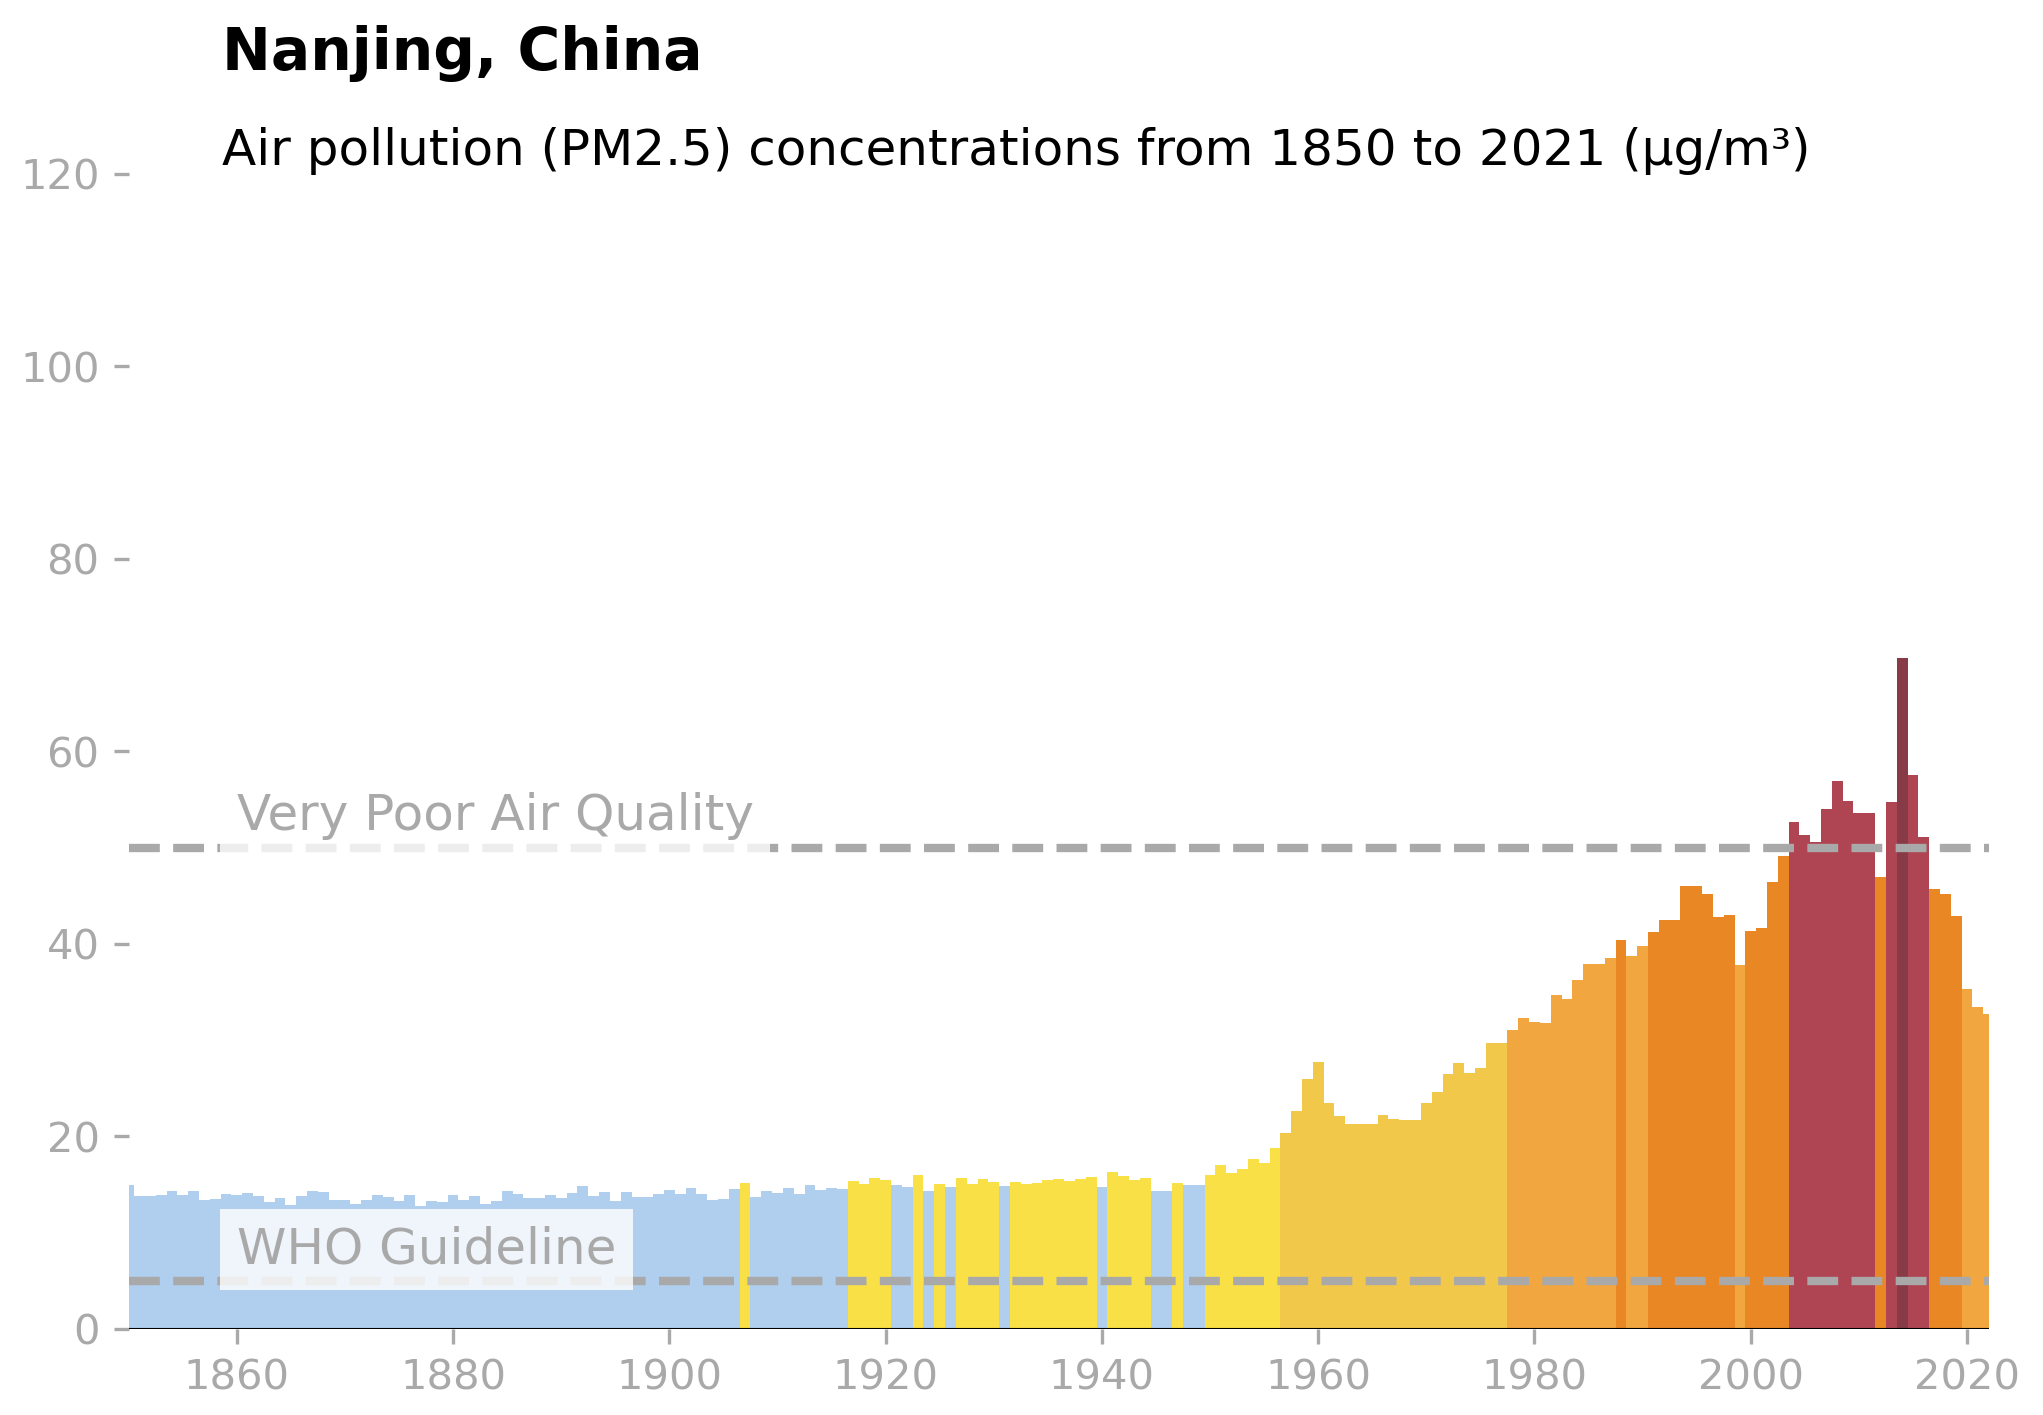 Nanjing, China
Air pollution (PM2.5) concentrations from 1850 to 2021 (µg/m³)
120
100
80
60
Very Poor Air Quality
40
20
WHO Guideline
0
1860 1880 1900 1920 1940 1960 1980 2000 2020